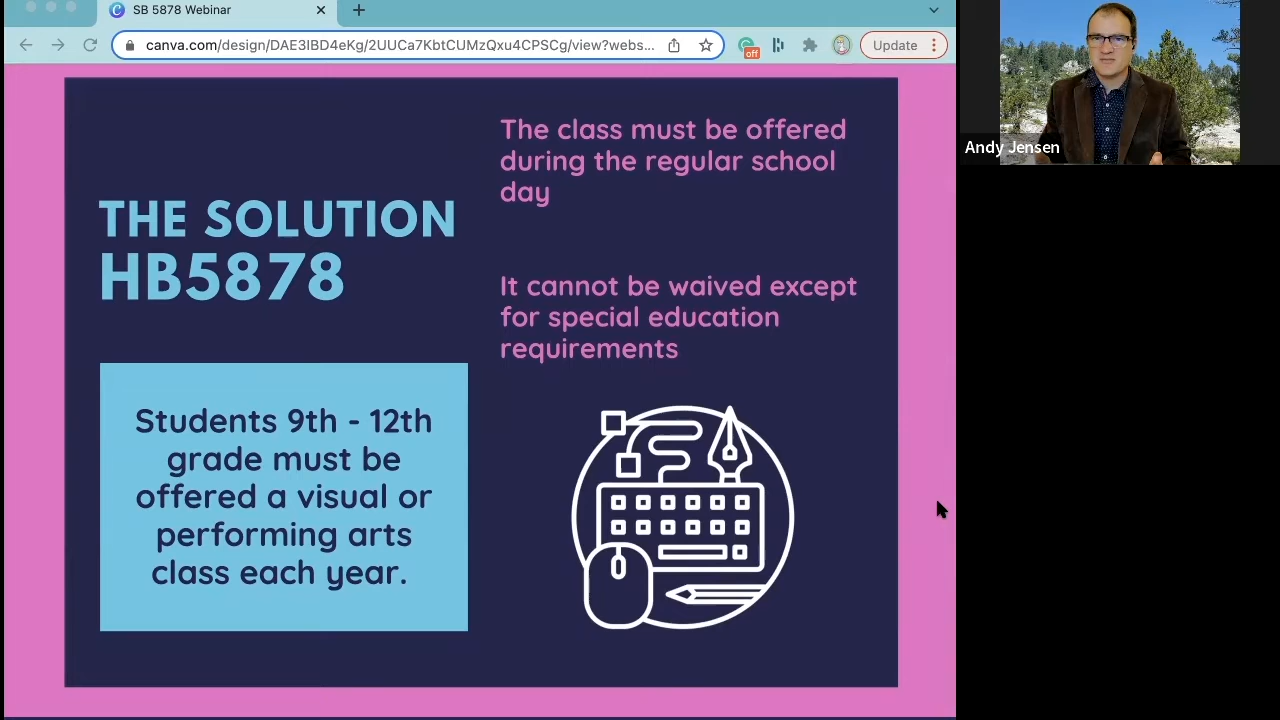 SB 5878 Webinar
canva.com/design/DAE3IBD4eKg/2UUCa7KbtCUMzQxu4CPSCg/view?webs...
off
Update
Andy Jensen
THE SOLUTION
HB5878
Students 9th - 12th
grade must be
offered a visual or
performing arts
class each year.
The class must be offered
during the regular school
day
It cannot be waived except
for special education
requirements